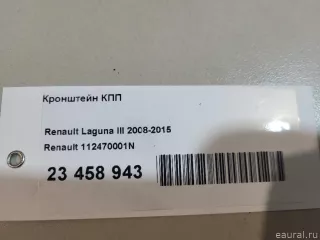 Кронштейн КПП
Renault Laguna III 2008-2015
Renault 112470001N
23 458 943
eaural.ru